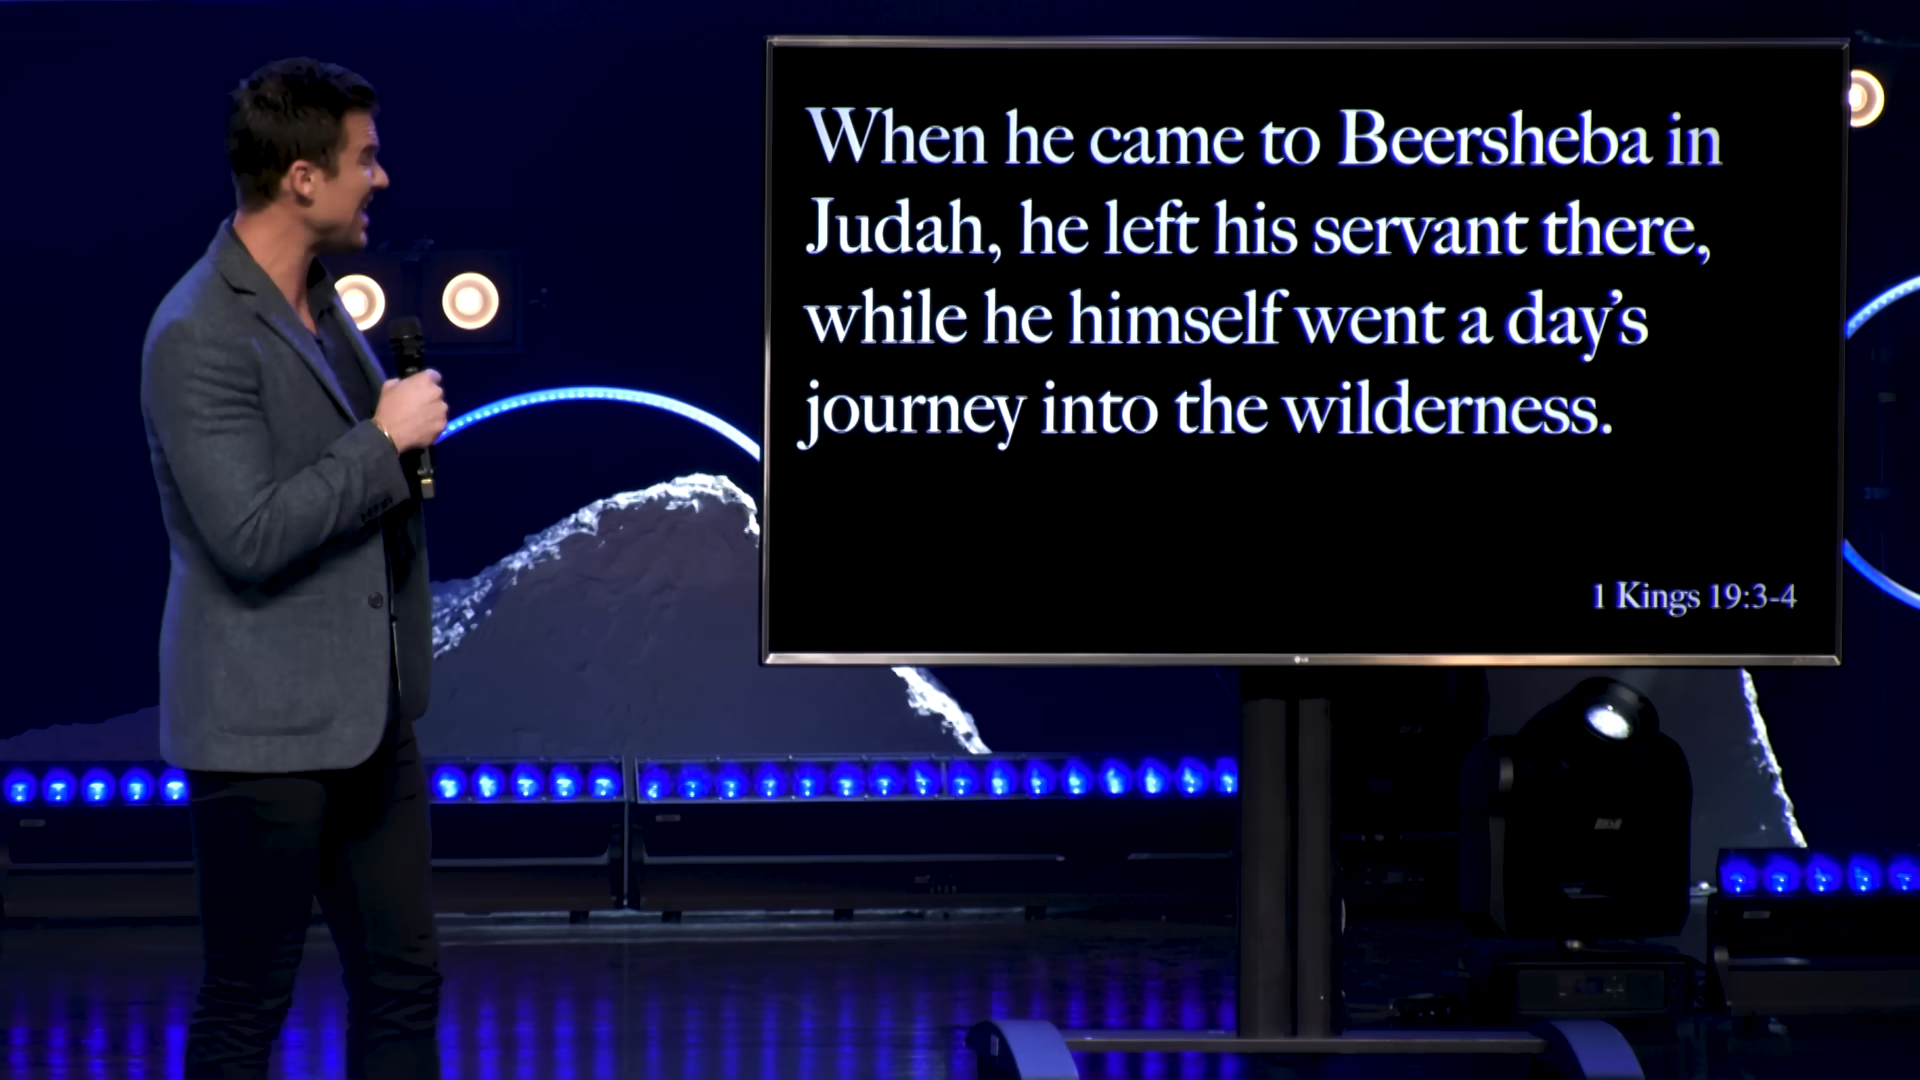 When he came to Beersheba in
Judah, he left his servant there,
while he himself went a day’s
journey into the wilderness.
1 Kings 19:3-4
LG